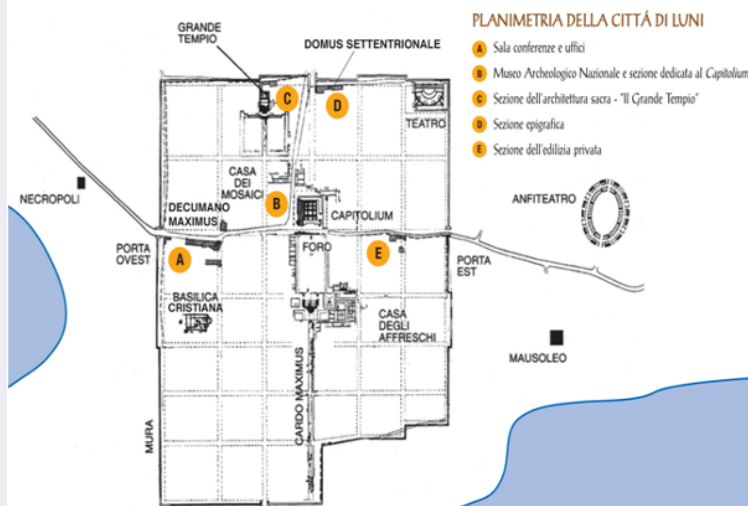 PLANIMETRIA DELLA CITTÁ DI LUNI
A Sala conferenze e uffici
B Museo Archeologico Nazionale e sezione dedicata al Capitolium
C Sezione dell'architettura sacra - "Il Grande Tempio"
D Sezione epigrafica
E Sezione dell'edilizia privata
GRANDE
TEMPIO
DOMUS SETTENTRIONALE
C
D
TEATRO
CASA
DEI
MOSAICI
NECROPOLI
DECUMANO
MAXIMUS
B
CAPITOLIUM
ANFITEATRO
PORTA
OVEST
A
FORO
E
PORTA
EST
BASILICA
CRISTIANA
CASA
DEGLI
AFFRESCHI
MAUSOLEO
CARDO MAXIMUS
MURA